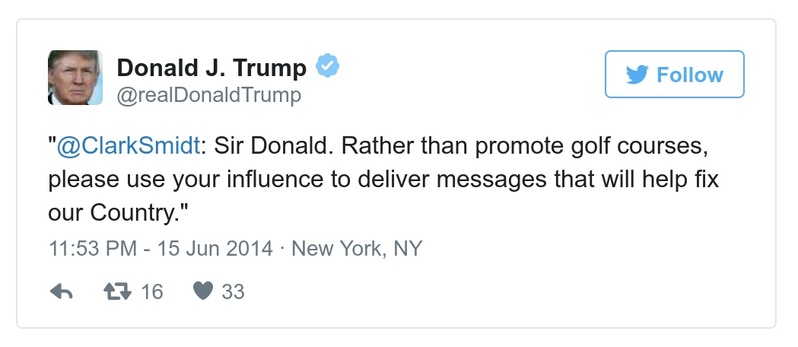 Donald J. Trump
Follow
@realDonaldTrump
"@ClarkSmidt: Sir Donald. Rather than promote golf courses,
please use your influence to deliver messages that will help fix
our Country."
11:53 PM - 15 Jun 2014 · New York, NY
16 33